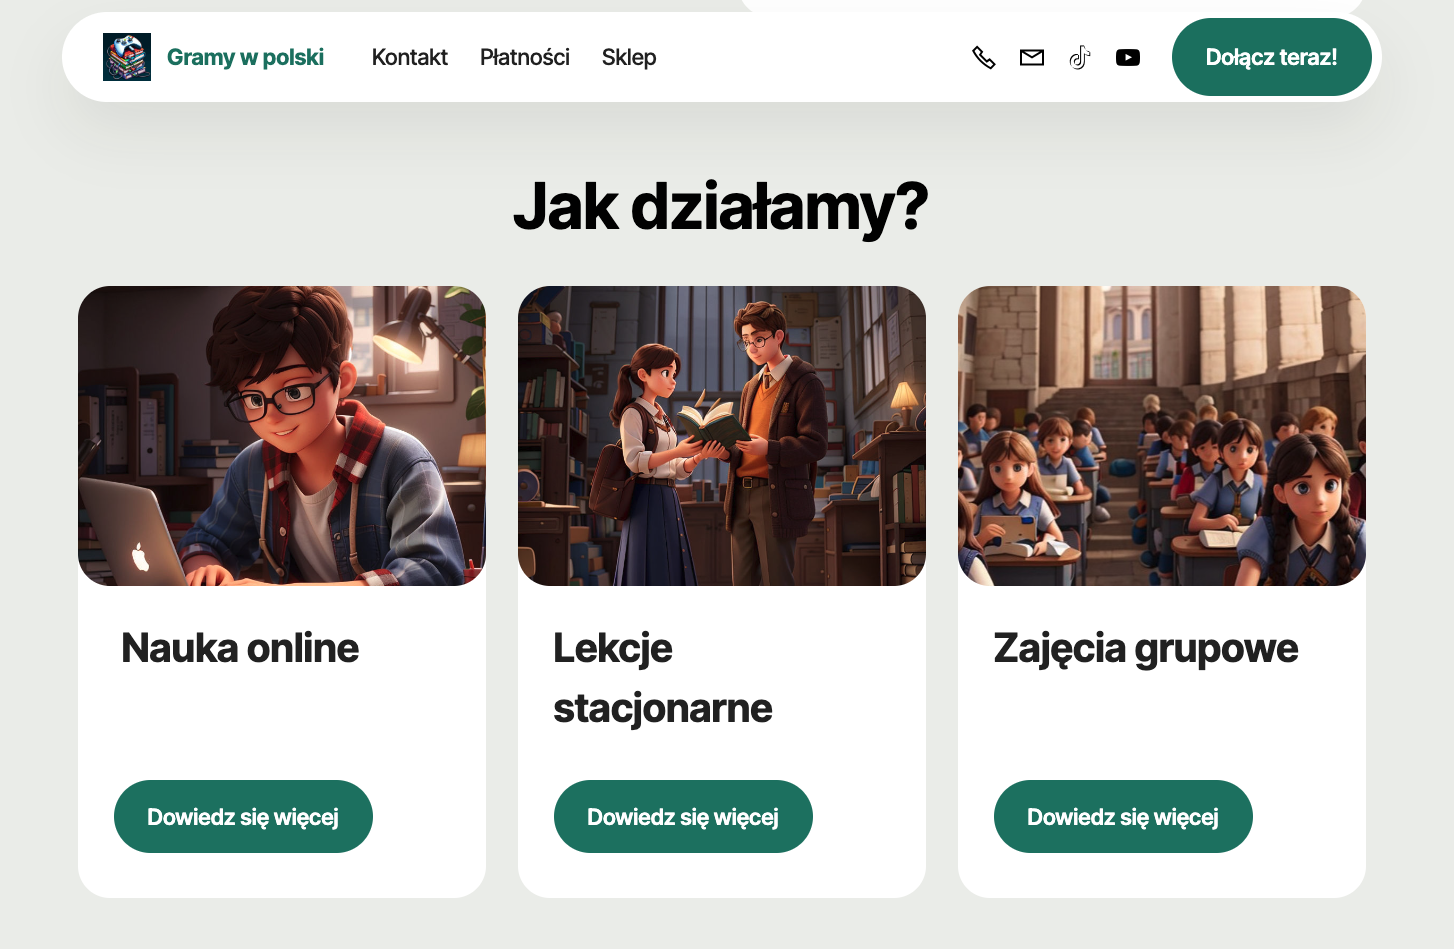 Gramy w polski
Kontakt
Płatności
Sklep
Dołącz teraz!
Jak działamy?
Nauka online
Lekcje
stacjonarne
Zajęcia grupowe
Dowiedz się więcej
Dowiedz się więcej
Dowiedz się więcej